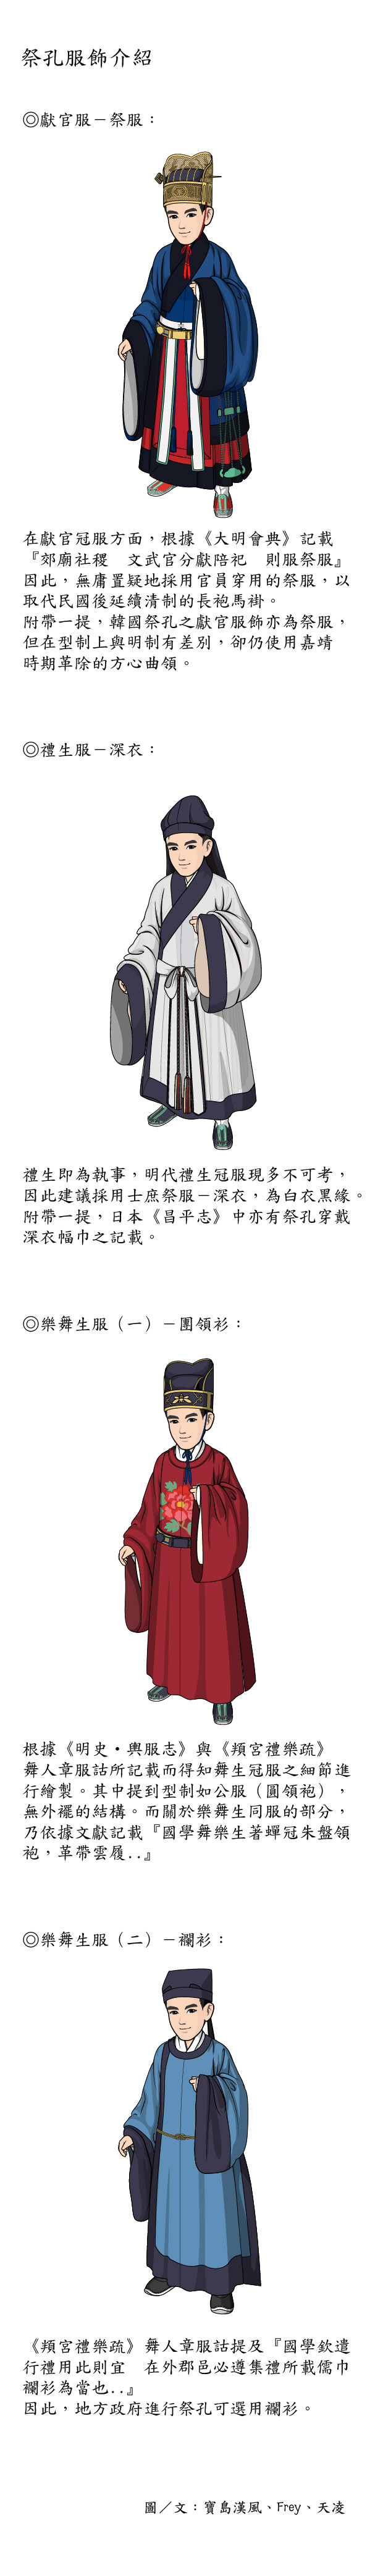 祭孔服飾介紹
◎獻官服－祭服：
在獻官冠服方面，根據《大明會典》記載
『郊廟社稷　文武官分獻陪祀　則服祭服』
因此，無庸置疑地採用官員穿用的祭服，以
取代民國後延續清制的長袍馬褂。
附帶一提，韓國祭孔之獻官服飾亦為祭服，
但在型制上與明制有差別，卻仍使用嘉靖
時期革除的方心曲領。
◎禮生服－深衣：
禮生即為執事，明代禮生冠服現多不可考，
因此建議採用士庶祭服－深衣，為白衣黑緣。
附帶一提，日本《昌平志》中亦有祭孔穿戴
深衣幅巾之記載。
◎樂舞生服（一）－團領衫：
根據《明史・輿服志》與《頖宮禮樂疏》
舞人章服詁所記載而得知舞生冠服之細節進
行繪製。其中提到型制如公服（圓領袍），
無外襬的結構。而關於樂舞生同服的部分，
乃依據文獻記載『國學舞樂生著蟬冠朱盤領
袍，革帶雲履..』
◎樂舞生服（二）－襴衫：
《頖宮禮樂疏》舞人章服詁提及『國學欽遣
行禮用此則宜　在外郡邑必遵集禮所載儒巾
襴衫為當也..』
因此，地方政府進行祭孔可選用襴衫。
圖／文：寶島漢風、Frey、天凌